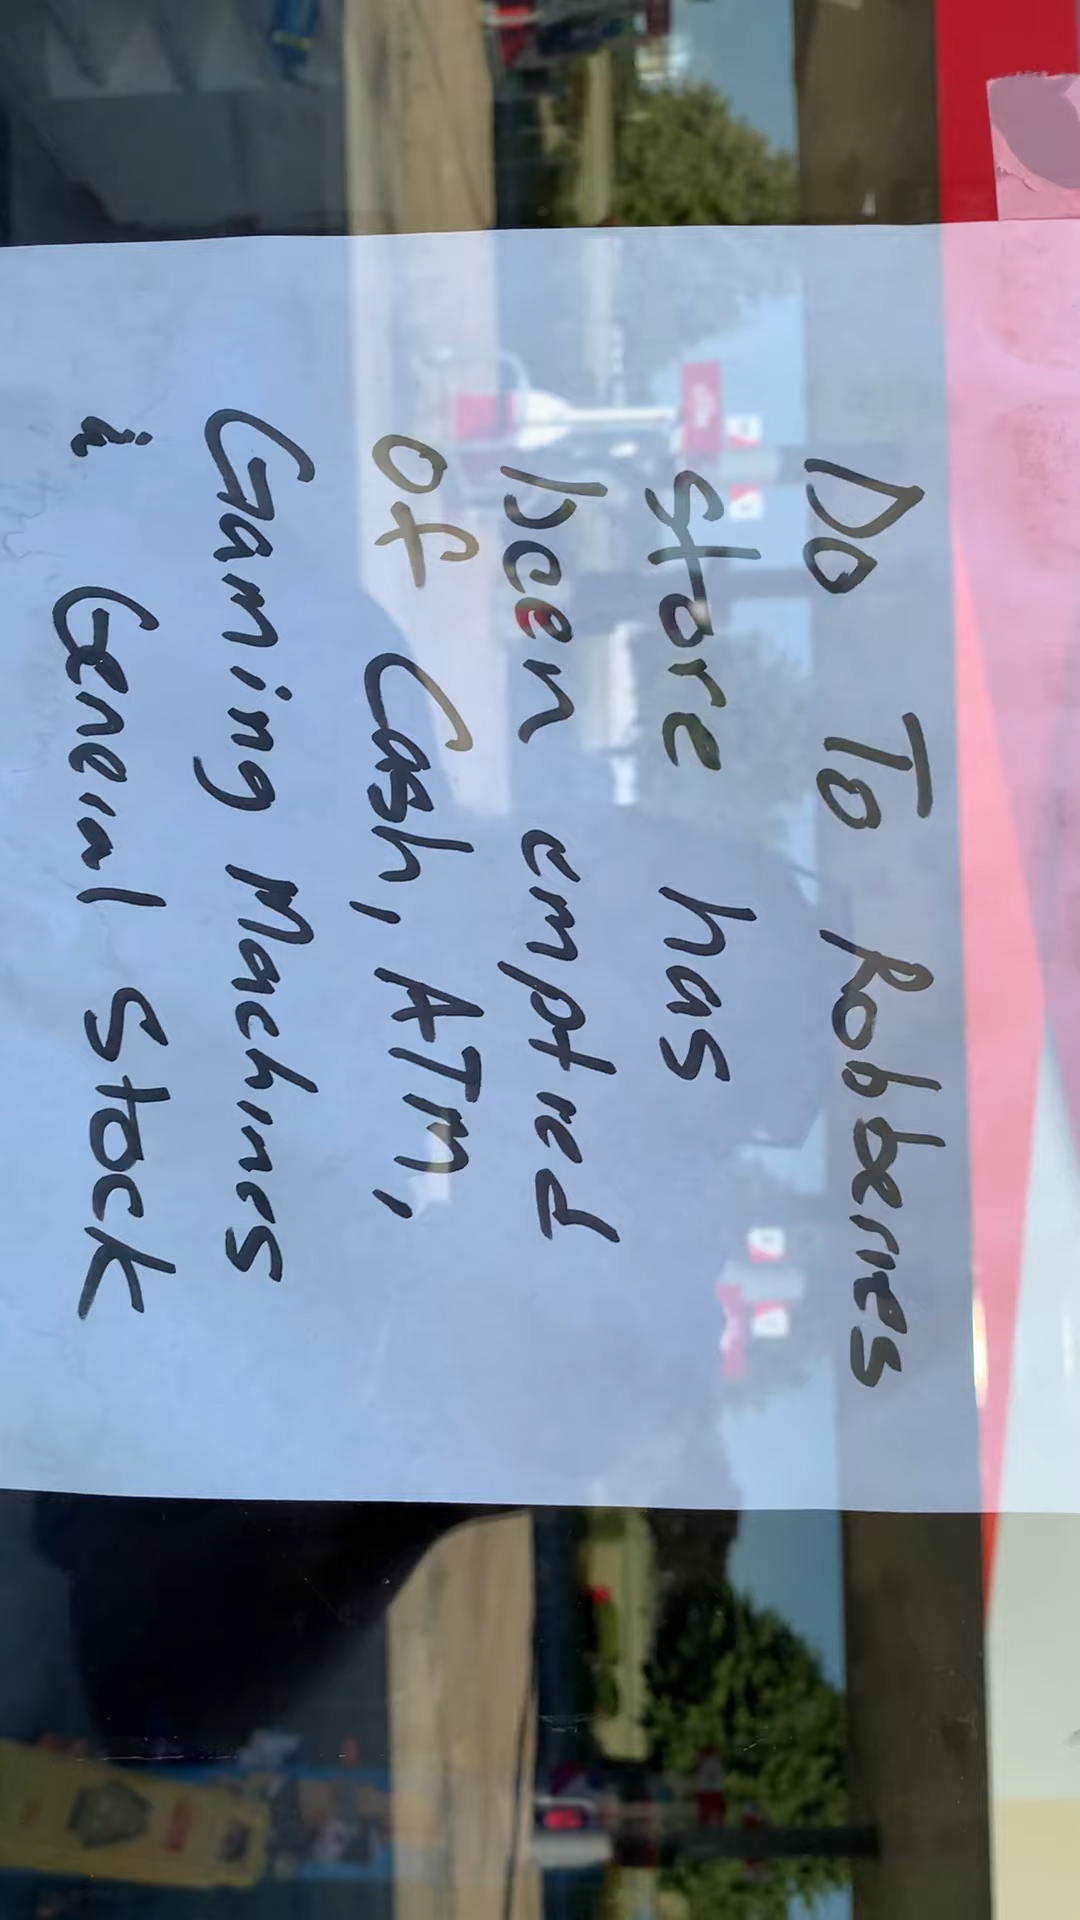 Do To Robberies
store has
been emptied
of Cash, ATM,
Gaming Machines
& General Stock